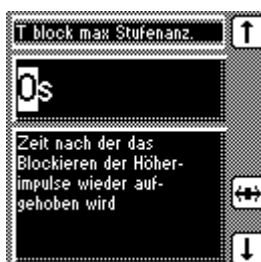 T block max Stufenanz.
0s
Zeit nach der das
Blockieren der Höher-
impulse wieder auf-
gehoben wird